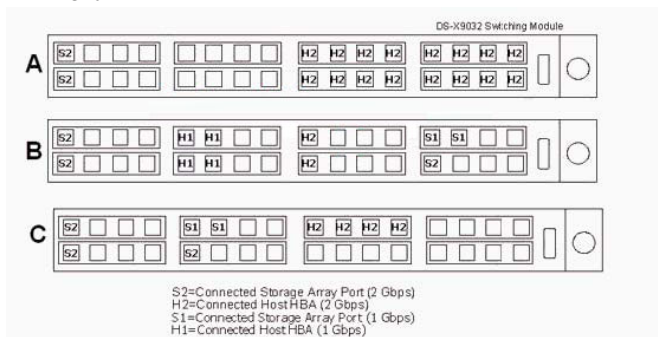 DS-X9032 Switching Module
A
S2 H2 H2 H2 H2 H2 H2 H2 H2
S2 H2 H2 H2 H2 H2 H2 H2 H2
B
S2 H1 H1 H2 S1 S1
S2 H1 H1 H2 S2
C
S2 S1 S1 H2 H2 H2 H2
S2 S2
S2=Connected Storage Array Port (2 Gbps)
H2=Connected Host HBA (2 Gbps)
S1=Connected Storage Array Port (1 Gbps)
H1=Connected Host HBA (1 Gbps)